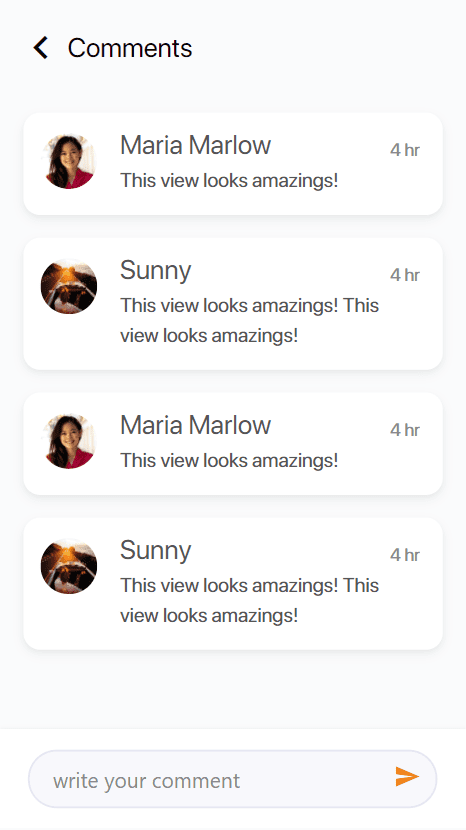 Comments
Maria Marlow
4 hr
This view looks amazings!
Sunny
4 hr
This view looks amazings! This
view looks amazings!
Maria Marlow
4 hr
This view looks amazings!
Sunny
4 hr
This view looks amazings! This
view looks amazings!
write your comment